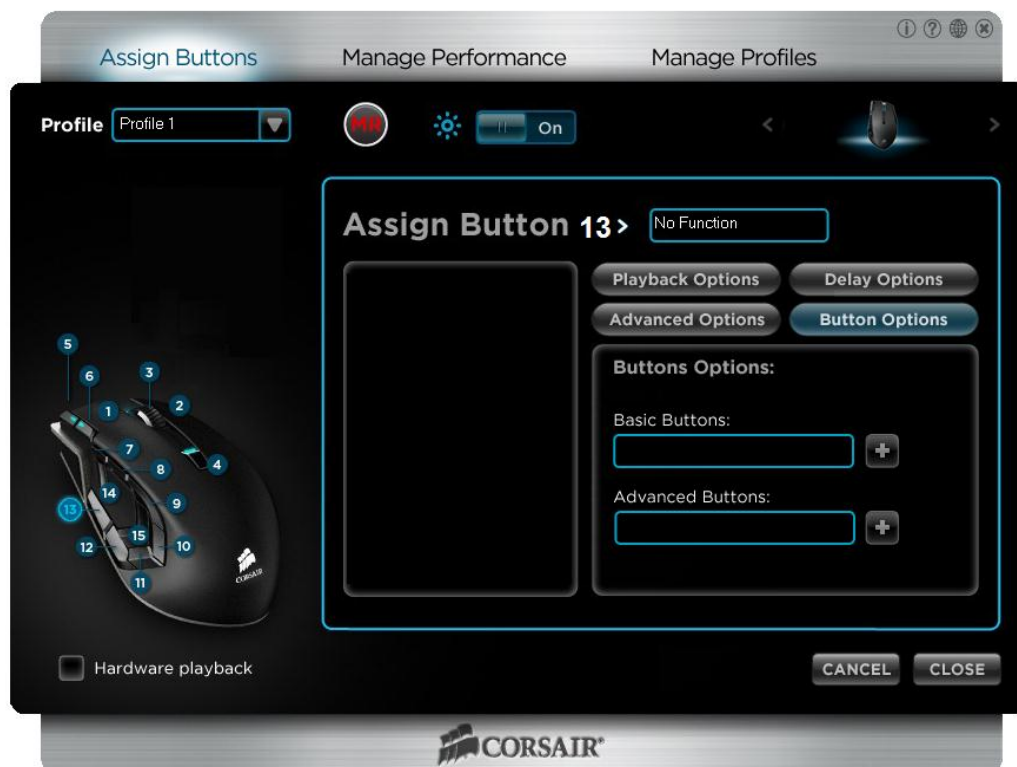 Assign Buttons Manage Performance Manage Profiles
Profile Profile 1 MR On
Assign Button 13 > No Function
Playback Options Delay Options
Advanced Options Button Options
Buttons Options:
Basic Buttons:
Advanced Buttons:
5
6
3
1
2
7
8
4
14
9
13
15
12
10
11
CORSAIR
Hardware playback
CANCEL CLOSE
CORSAIR